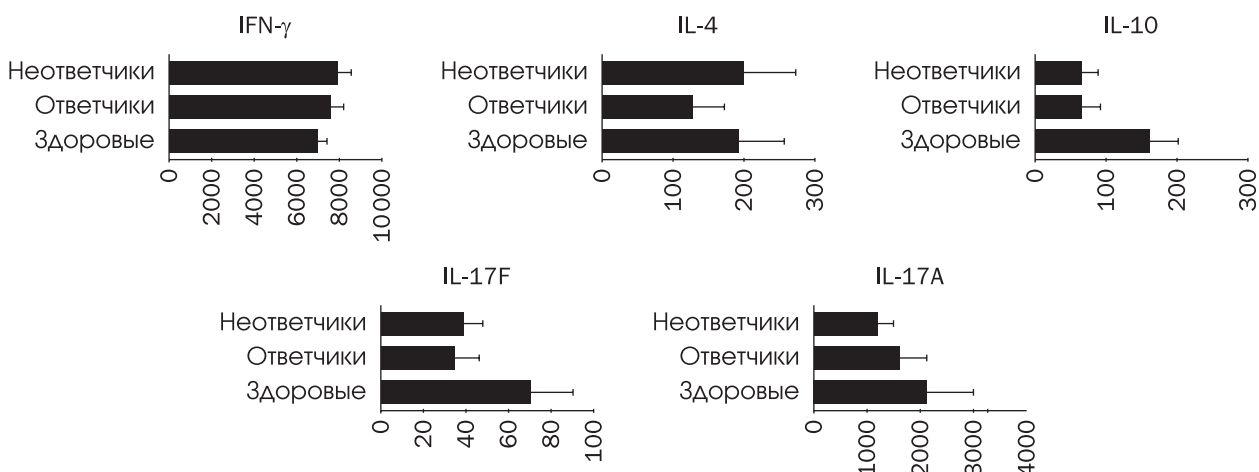 IFN-γ
Неответчики
Ответчики
Здоровые
0 2000 4000 6000 8000 10000
IL-4
Неответчики
Ответчики
Здоровые
0 100 200 300
IL-10
Неответчики
Ответчики
Здоровые
0 100 200 300
IL-17F
Неответчики
Ответчики
Здоровые
0 20 40 60 80 100
IL-17A
Неответчики
Ответчики
Здоровые
0 1000 2000 3000 4000